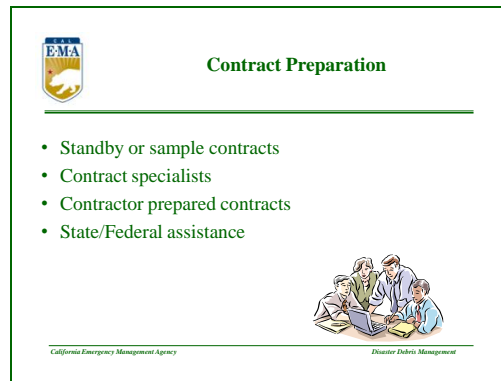 CAL
E·M·A
Contract Preparation
• Standby or sample contracts
• Contract specialists
• Contractor prepared contracts
• State/Federal assistance
California Emergency Management Agency
Disaster Debris Management